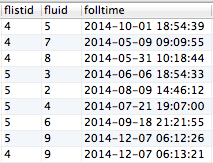 flistid fluid folltime
4 5 2014-10-01 18:54:39
4 7 2014-05-09 09:09:55
4 8 2014-05-31 10:18:44
5 3 2014-06-06 18:54:33
5 2 2014-08-09 14:46:12
5 4 2014-07-21 19:07:00
5 6 2014-09-18 21:21:55
5 9 2014-12-07 06:12:26
4 9 2014-12-07 06:13:21